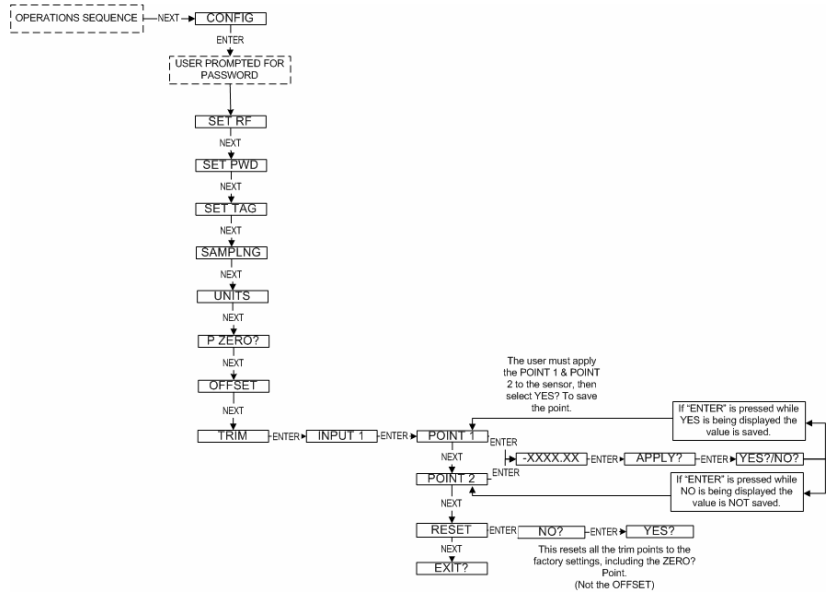 OPERATIONS SEQUENCE
NEXT
CONFIG
ENTER
USER PROMPTED FOR
PASSWORD
SET RF
NEXT
SET PWD
NEXT
SET TAG
NEXT
SAMPLNG
NEXT
UNITS
NEXT
P ZERO?
NEXT
OFFSET
NEXT
TRIM
ENTER
INPUT 1
ENTER
POINT 1
The user must apply
the POINT 1 & POINT
2 to the sensor, then
select YES? To save
the point.
If "ENTER" is pressed while
YES is being displayed the
value is saved.
ENTER
NEXT
-XXXX.XX
ENTER
APPLY?
ENTER
YES?/NO?
POINT 2
ENTER
If "ENTER" is pressed while
NO is being displayed the
value is NOT saved.
NEXT
RESET
ENTER
NO?
ENTER
YES?
NEXT
This resets all the trim points to the
factory settings, including the ZERO?
Point.
(Not the OFFSET)
EXIT?